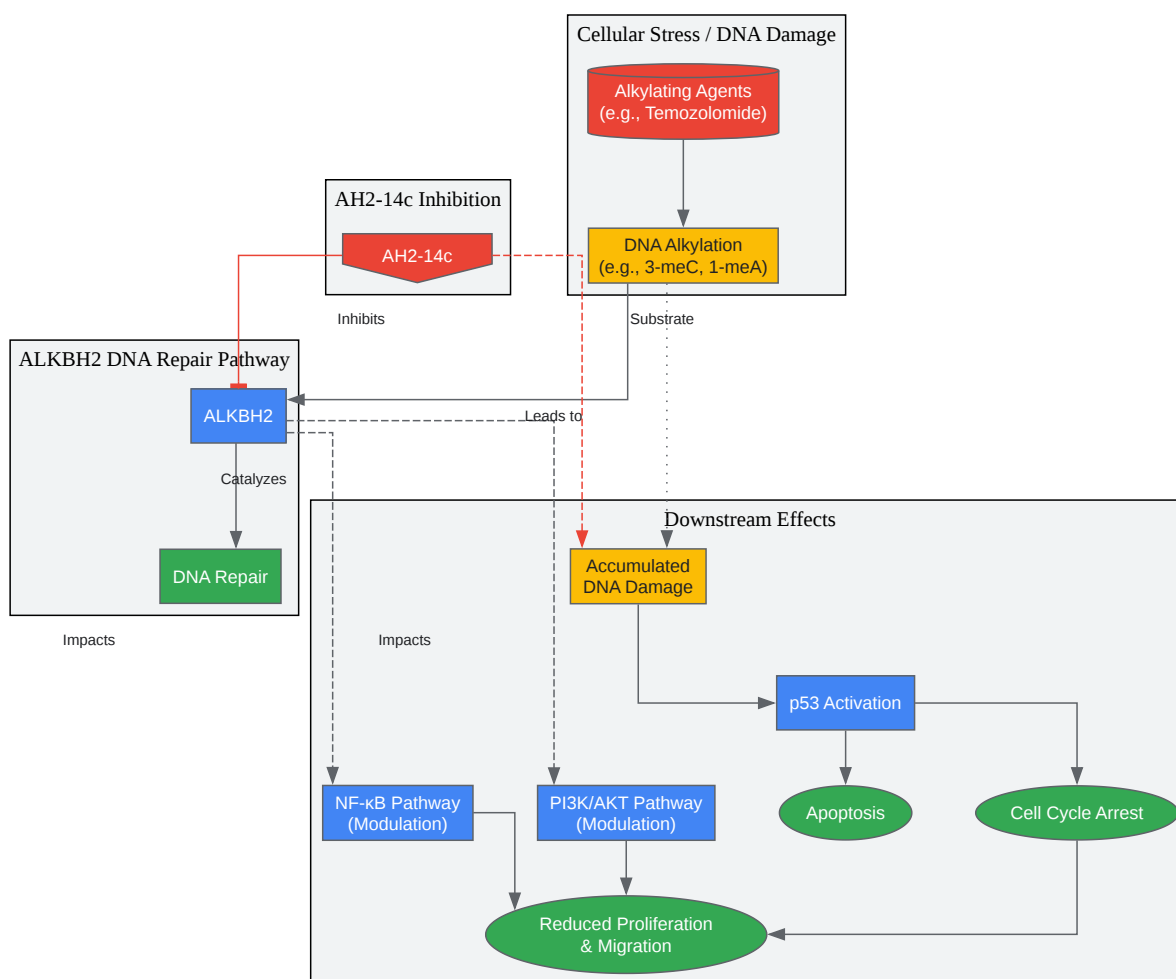 Cellular Stress / DNA Damage
Alkylating Agents
(e.g., Temozolomide)
AH2-14c Inhibition
DNA Alkylation
(e.g., 3-meC, 1-meA)
AH2-14c
Inhibits
Substrate
ALKBH2 DNA Repair Pathway
ALKBH2
Leads to
Catalyzes
Downstream Effects
DNA Repair
Accumulated
DNA Damage
Impacts
Impacts
p53 Activation
NF-κB Pathway
(Modulation)
PI3K/AKT Pathway
(Modulation)
Apoptosis
Cell Cycle Arrest
Reduced Proliferation
& Migration